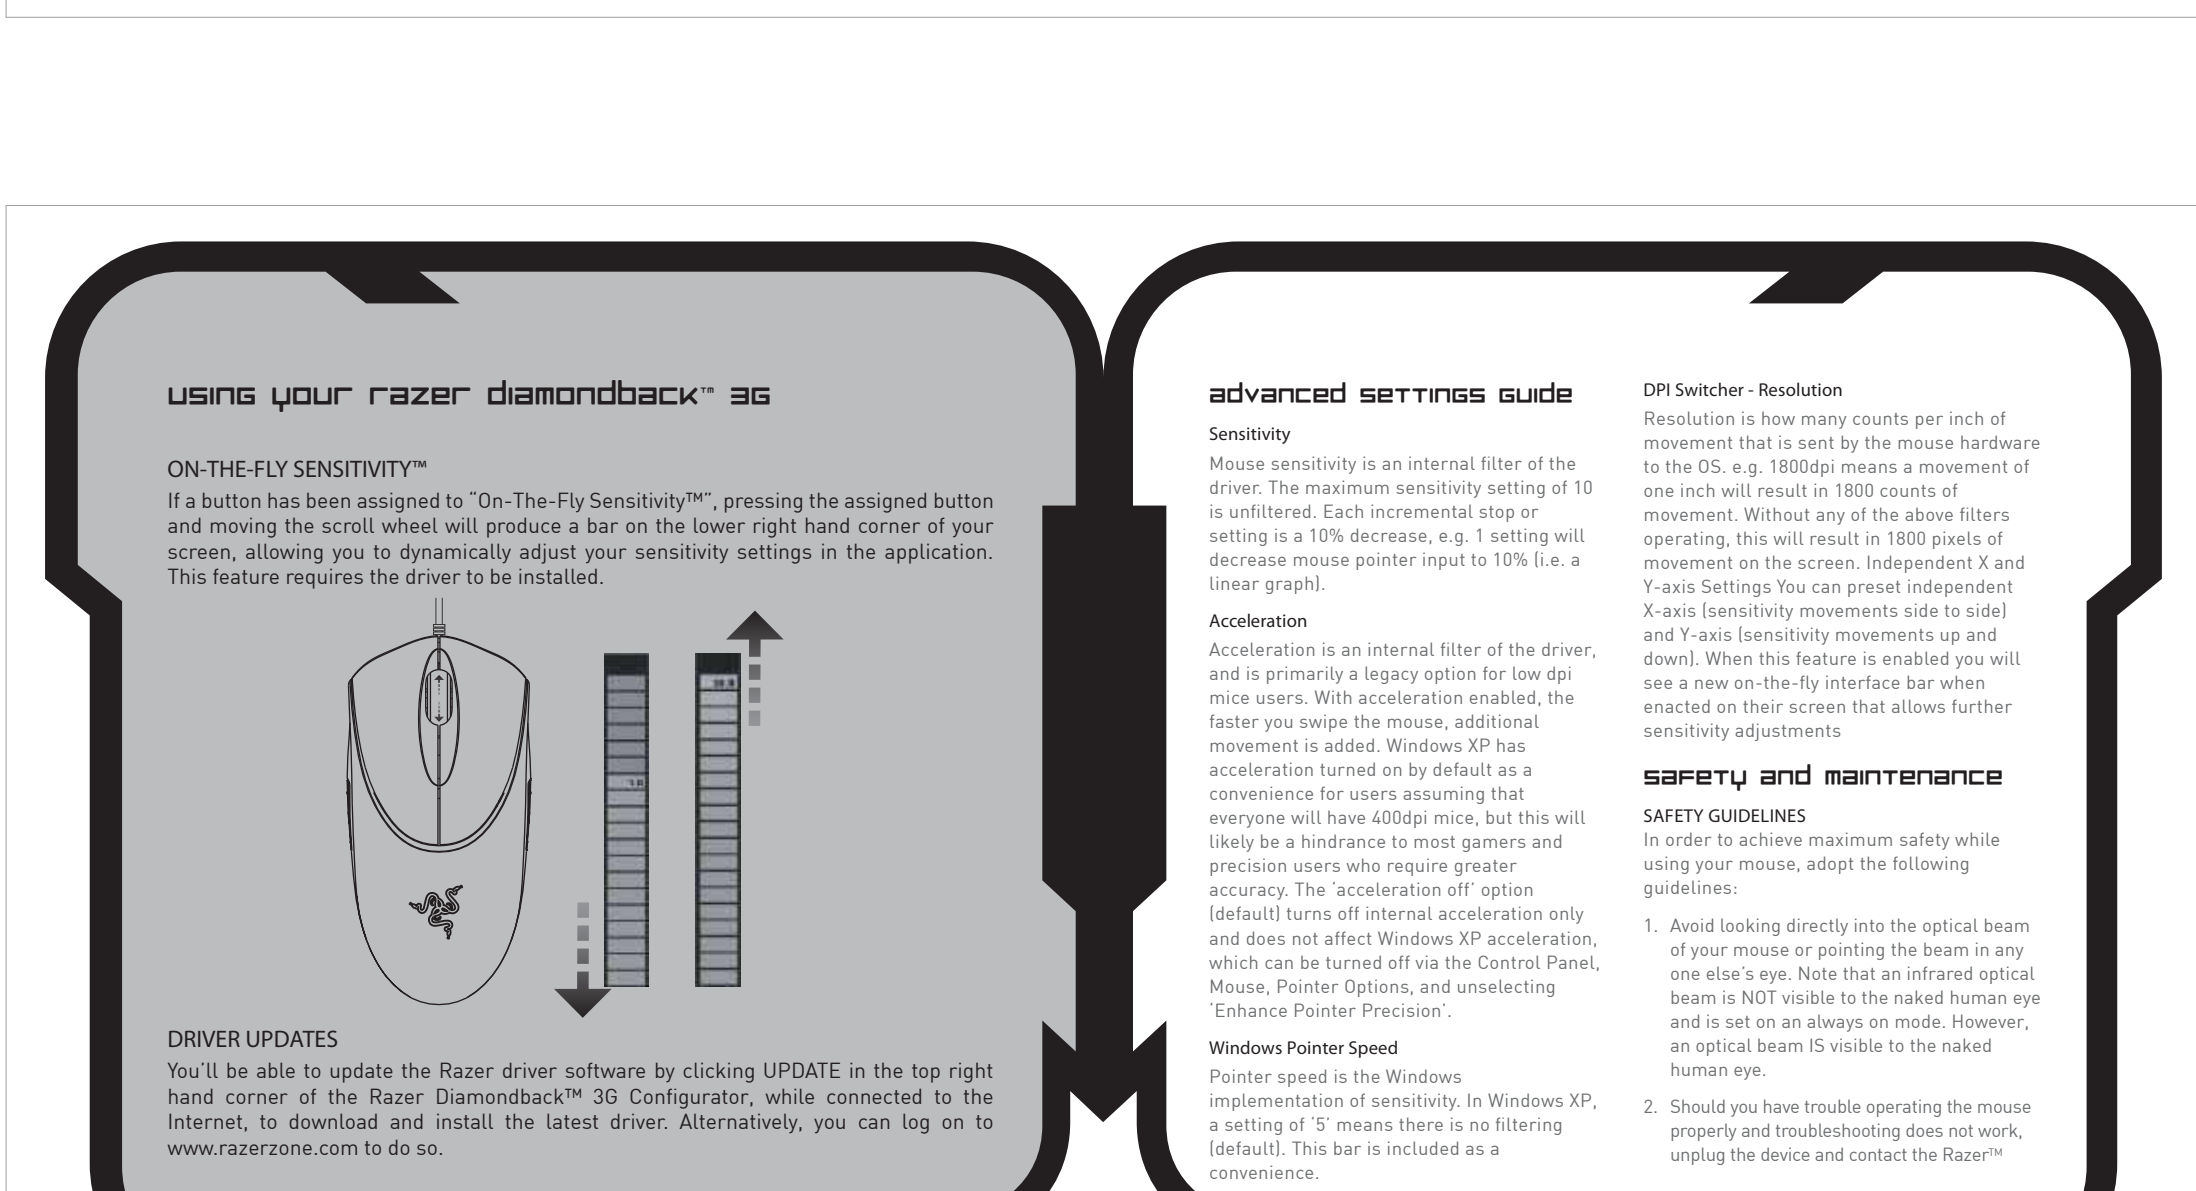 using your razer diamondback™ 3G
ON-THE-FLY SENSITIVITY™
If a button has been assigned to “On-The-Fly Sensitivity™”, pressing the assigned button
and moving the scroll wheel will produce a bar on the lower right hand corner of your
screen, allowing you to dynamically adjust your sensitivity settings in the application.
This feature requires the driver to be installed.
DRIVER UPDATES
You’ll be able to update the Razer driver software by clicking UPDATE in the top right
hand corner of the Razer Diamondback™ 3G Configurator, while connected to the
Internet, to download and install the latest driver. Alternatively, you can log on to
www.razerzone.com to do so.
advanced settings guide
Sensitivity
Mouse sensitivity is an internal filter of the
driver. The maximum sensitivity setting of 10
is unfiltered. Each incremental stop or
setting is a 10% decrease, e.g. 1 setting will
decrease mouse pointer input to 10% (i.e. a
linear graph).
Acceleration
Acceleration is an internal filter of the driver,
and is primarily a legacy option for low dpi
mice users. With acceleration enabled, the
faster you swipe the mouse, additional
movement is added. Windows XP has
acceleration turned on by default as a
convenience for users assuming that
everyone will have 400dpi mice, but this will
likely be a hindrance to most gamers and
precision users who require greater
accuracy. The ‘acceleration off’ option
(default) turns off internal acceleration only
and does not affect Windows XP acceleration,
which can be turned off via the Control Panel,
Mouse, Pointer Options, and unselecting
‘Enhance Pointer Precision’.
Windows Pointer Speed
Pointer speed is the Windows
implementation of sensitivity. In Windows XP,
a setting of ‘5’ means there is no filtering
(default). This bar is included as a
convenience.
DPI Switcher - Resolution
Resolution is how many counts per inch of
movement that is sent by the mouse hardware
to the OS. e.g. 1800dpi means a movement of
one inch will result in 1800 counts of
movement. Without any of the above filters
operating, this will result in 1800 pixels of
movement on the screen. Independent X and
Y-axis Settings You can preset independent
X-axis (sensitivity movements side to side)
and Y-axis (sensitivity movements up and
down). When this feature is enabled you will
see a new on-the-fly interface bar when
enacted on their screen that allows further
sensitivity adjustments
safety and maintenance
SAFETY GUIDELINES
In order to achieve maximum safety while
using your mouse, adopt the following
guidelines:
1. Avoid looking directly into the optical beam
of your mouse or pointing the beam in any
one else’s eye. Note that an infrared optical
beam is NOT visible to the naked human eye
and is set on an always on mode. However,
an optical beam IS visible to the naked
human eye.
2. Should you have trouble operating the mouse
properly and troubleshooting does not work,
unplug the device and contact the Razer™